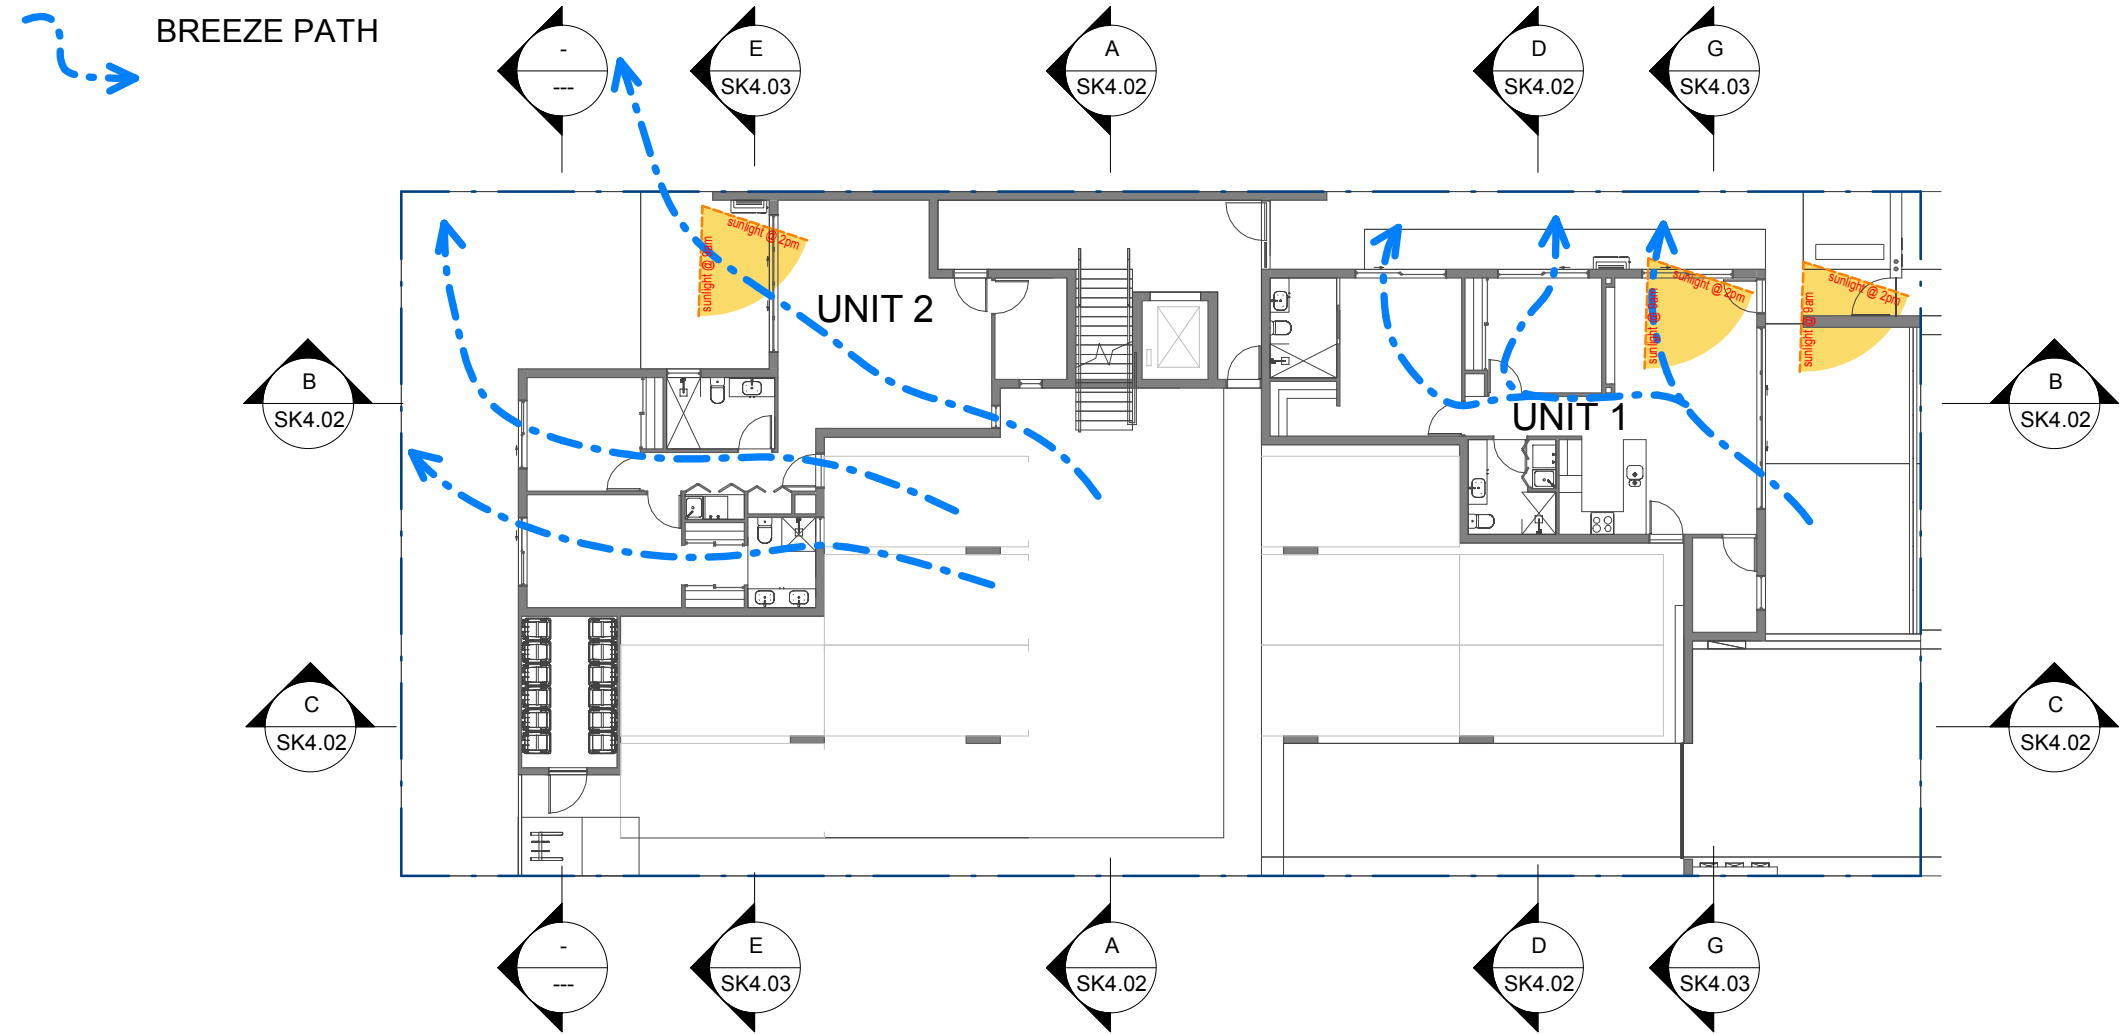 BREEZE PATH
-
---
E
SK4.03
A
SK4.02
D
SK4.02
G
SK4.03
sunlight @ 9am
sunlight @ 2pm
UNIT 2
sunlight @ 9am
sunlight @ 2pm
sunlight @ 9am
sunlight @ 2pm
B
SK4.02
UNIT 1
B
SK4.02
C
SK4.02
C
SK4.02
-
---
E
SK4.03
A
SK4.02
D
SK4.02
G
SK4.03